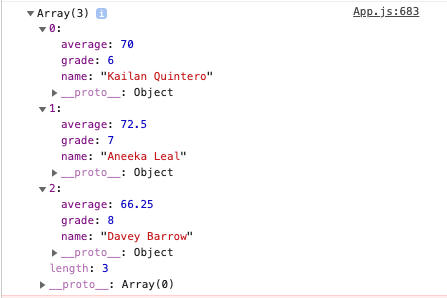 Array(3) i App.js:683
0:
average: 70
grade: 6
name: "Kailan Quintero"
__proto__: Object
1:
average: 72.5
grade: 7
name: "Aneeka Leal"
__proto__: Object
2:
average: 66.25
grade: 8
name: "Davey Barrow"
__proto__: Object
length: 3
__proto__: Array(0)